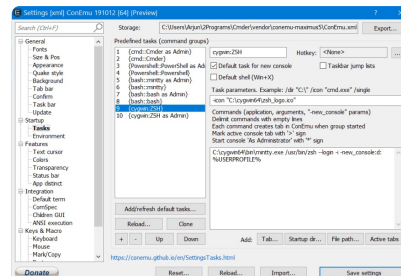 Settings [xml] ConEmu 191012 [64] {Preview}
Search (Ctrl+F)
Storage:
C:\Users\Arjun\2Programs\Cmder\vendor\conemu-maximus5\ConEmu.xml
Export...
General
Fonts
Size & Pos
Appearance
Quake style
Background
Tab bar
Confirm
Task bar
Update
Startup
Tasks
Environment
Features
Text cursor
Colors
Transparency
Status bar
App distinct
Integration
Default term
ComSpec
Children GUI
ANSI execution
Keys & Macro
Keyboard
Mouse
Mark/Copy
Predefined tasks (command groups)
1 {cmd::Cmder as Admin}
2 {cmd::Cmder}
3 {Powershell::PowerShell as Adm
4 {Powershell::Powershell}
5 {bash::mintty as Admin}
6 {bash::mintty}
7 {bash::bash as Admin}
8 {bash::bash}
9 {cygwin:ZSH}
10 {cygwin:ZSH as Admin}
Add/refresh default tasks...
Reload...
Clone
+
-
Up
Down
cygwin:ZSH
Hotkey:
<None>
...
Default task for new console
Taskbar jump lists
Default shell (Win+X)
Task parameters. Example: /dir "C:\" /icon "cmd.exe" /single
-icon "C:\cygwin64\zsh_logo.ico"
Commands (application, arguments, "-new_console" params)
Delimit commands with empty lines
Each command creates tab in ConEmu when group started
Mark active console tab with '>' sign
Start console 'As Administrator' with '*' sign
C:\cygwin64\bin\mintty.exe /usr/bin/zsh --login -i -new_console:d:
%USERPROFILE%
Add:
Tab...
Startup dir...
File path...
Active tabs
https://conemu.github.io/en/SettingsTasks.html
Donate
Reset...
Reload...
Import...
Save settings